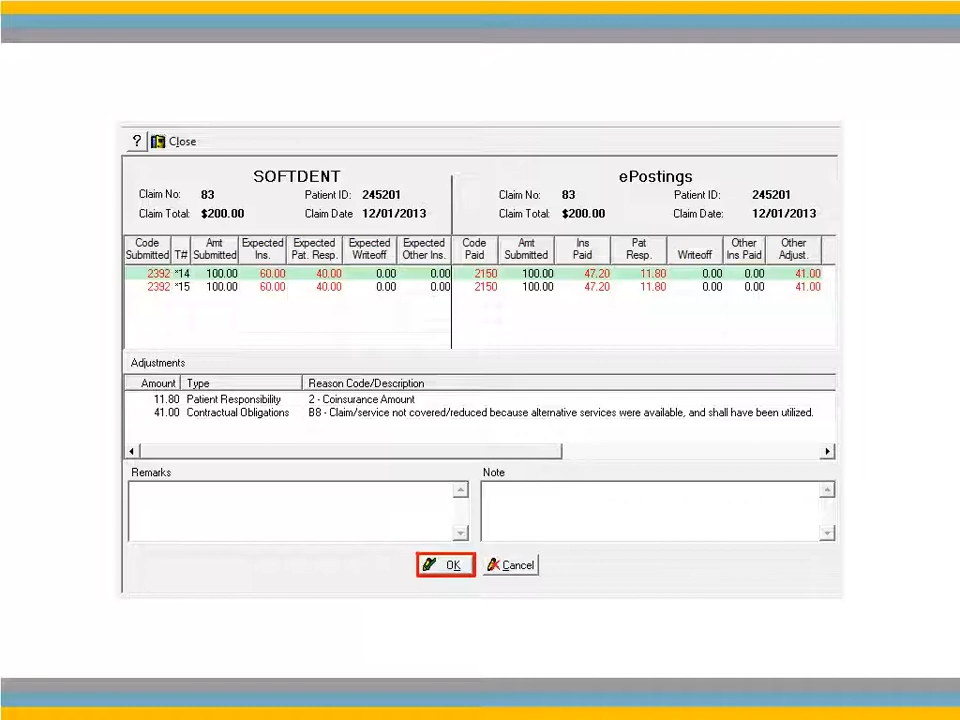 ? Close
SOFTDENT
Claim No: 83 Patient ID: 245201
Claim Total: $200.00 Claim Date 12/01/2013
ePostings
Claim No: 83 Patient ID: 245201
Claim Total: $200.00 Claim Date: 12/01/2013
Code Submitted T# Amt Submitted Expected Ins. Expected Pat. Resp. Expected Writeoff Expected Other Ins. Code Paid Amt Submitted Ins Paid Pat Resp. Writeoff Other Ins Paid Other Adjust.
2392 *14 100.00 60.00 40.00 0.00 0.00 2150 100.00 47.20 11.80 0.00 0.00 41.00
2392 *15 100.00 60.00 40.00 0.00 0.00 2150 100.00 47.20 11.80 0.00 0.00 41.00
Adjustments
Amount Type Reason Code/Description
11.80 Patient Responsibility 2 - Coinsurance Amount
41.00 Contractual Obligations B8 - Claim/service not covered/reduced because alternative services were available, and shall have been utilized.
Remarks Note
OK Cancel